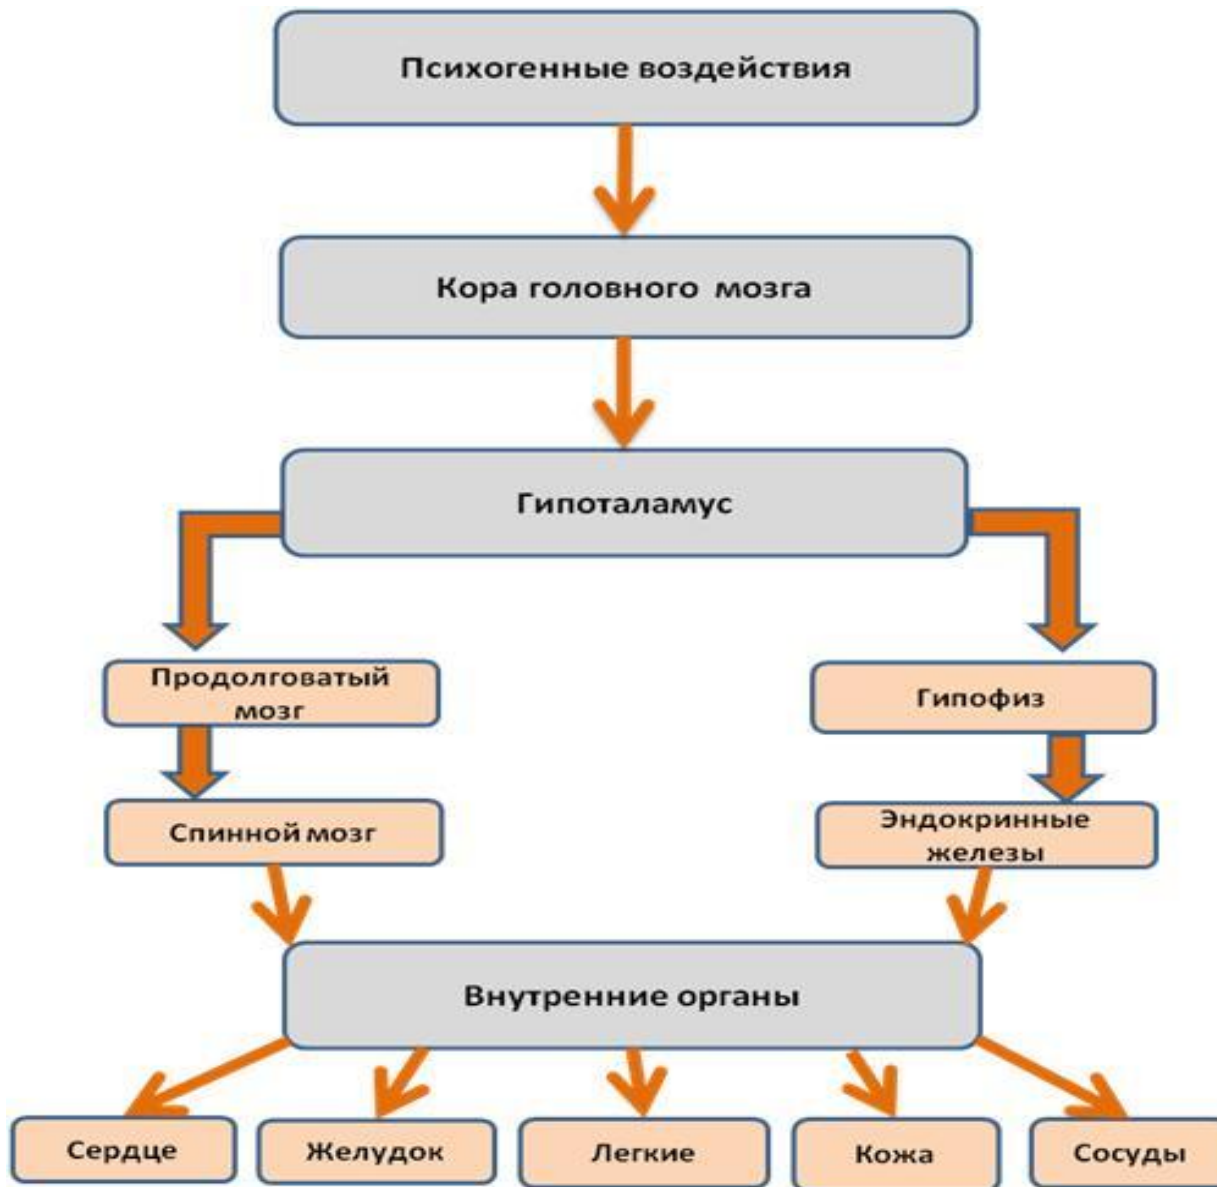 Психогенные воздействия
Кора головного мозга
Гипоталамус
Продолговатый
мозг
Гипофиз
Спинной мозг
Эндокринные
железы
Внутренние органы
Сердце
Желудок
Легкие
Кожа
Сосуды